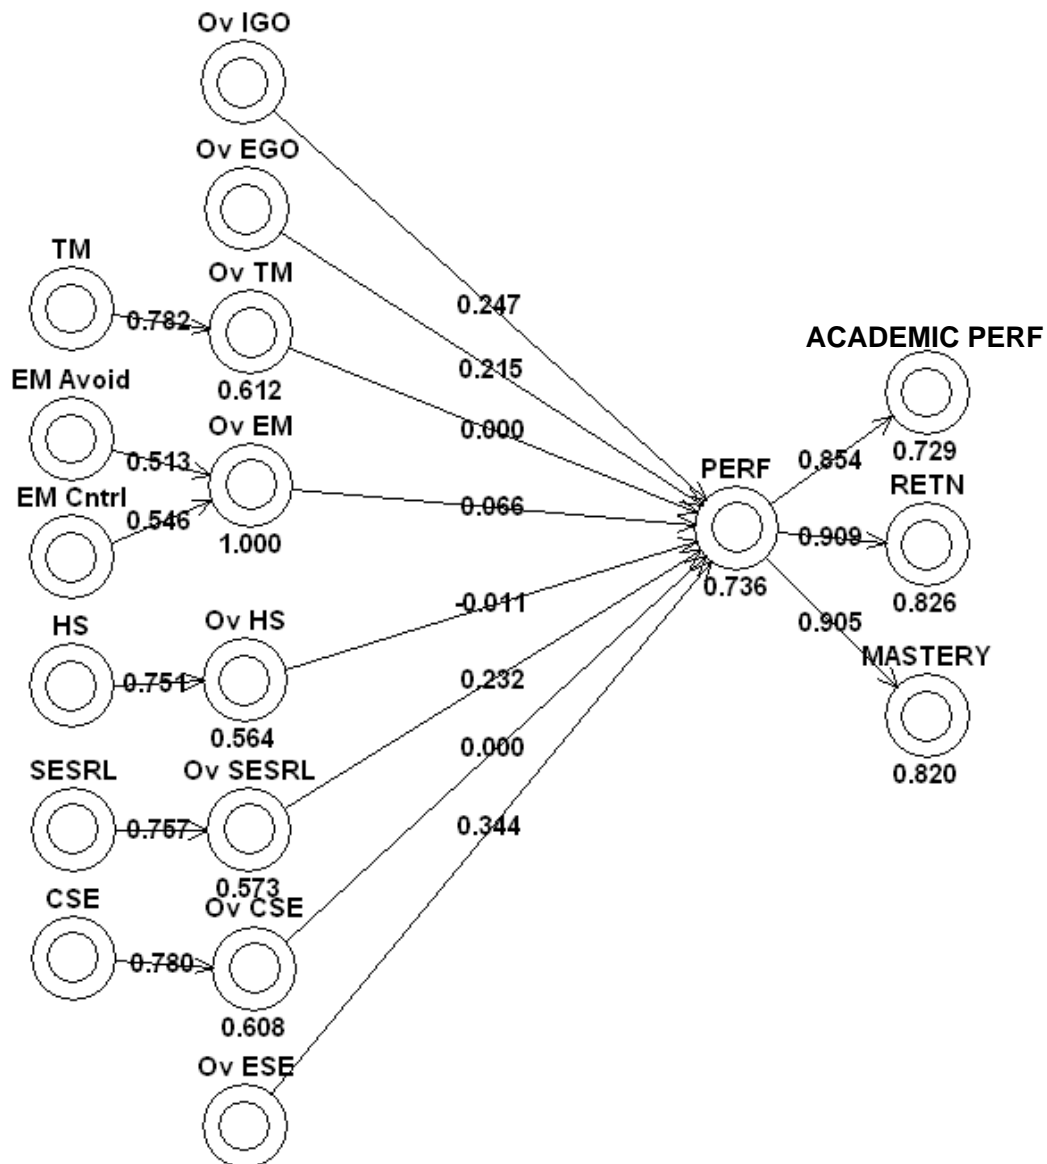 Ov IGO
Ov EGO
TM
Ov TM
0.782
0.247
ACADEMIC PERF
0.215
EM Avoid
0.612
Ov EM
0.000
0.513
PERF
0.854
0.729
RETN
EM Cntrl
0.546
0.066
1.000
0.909
0.736
0.826
HS
Ov HS
-0.011
0.905
MASTERY
0.751
0.232
0.564
0.000
SESRL
Ov SESRL
0.820
0.757
0.344
0.573
CSE
Ov CSE
0.780
0.608
Ov ESE